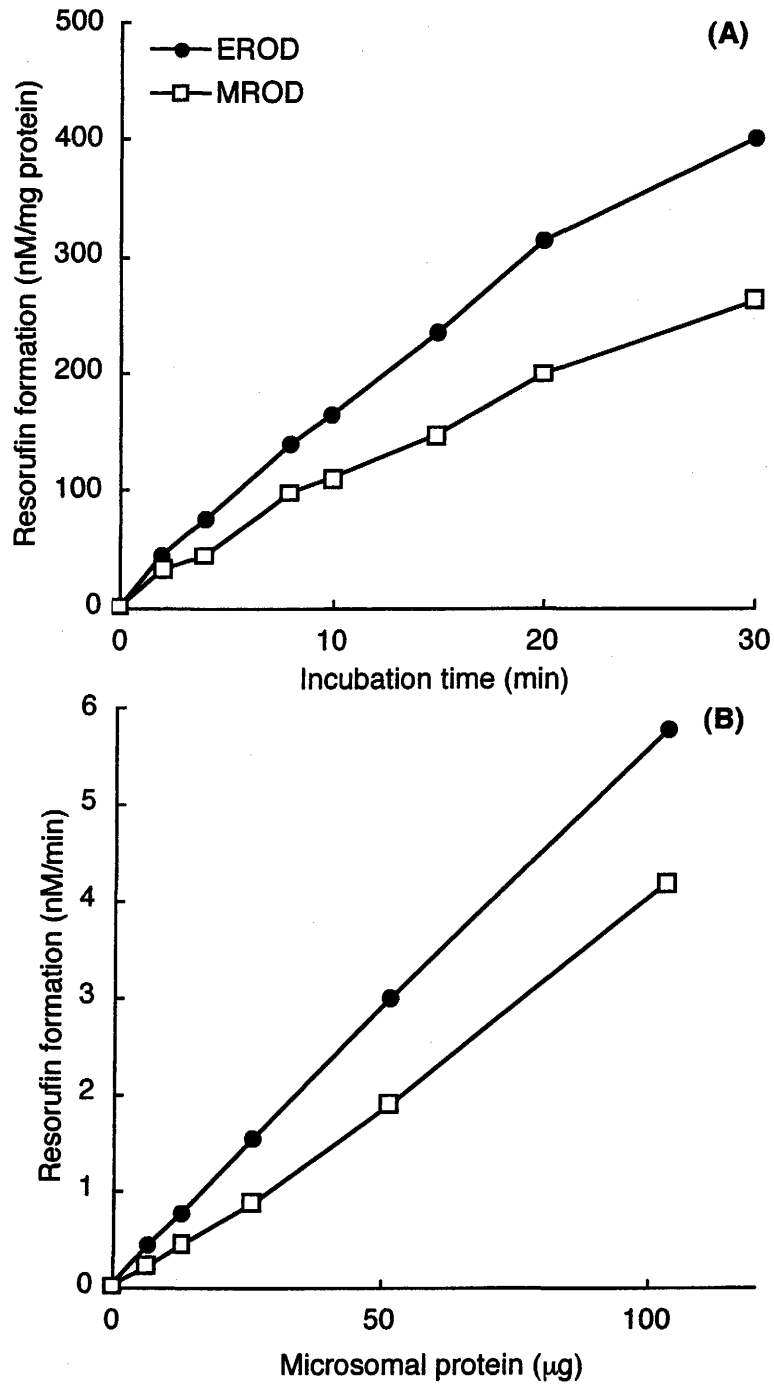 (A)
EROD
MROD
Resorufin formation (nM/mg protein)
500
400
300
200
100
0
0 10 20 30
Incubation time (min)
(B)
Resorufin formation (nM/min)
6
5
4
3
2
1
0
0 50 100
Microsomal protein (μg)